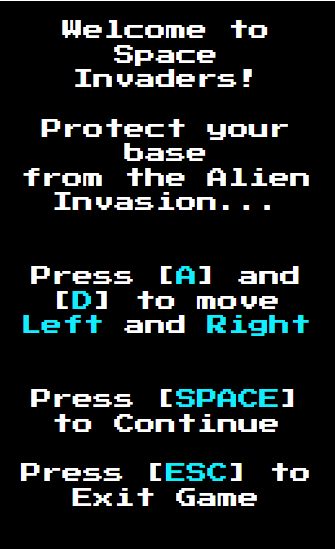 Welcome to
Space
Invaders!
Protect your
base
from the Alien
Invasion...
Press [A] and
[D] to move
Left and Right
Press [SPACE]
to Continue
Press [ESC] to
Exit Game